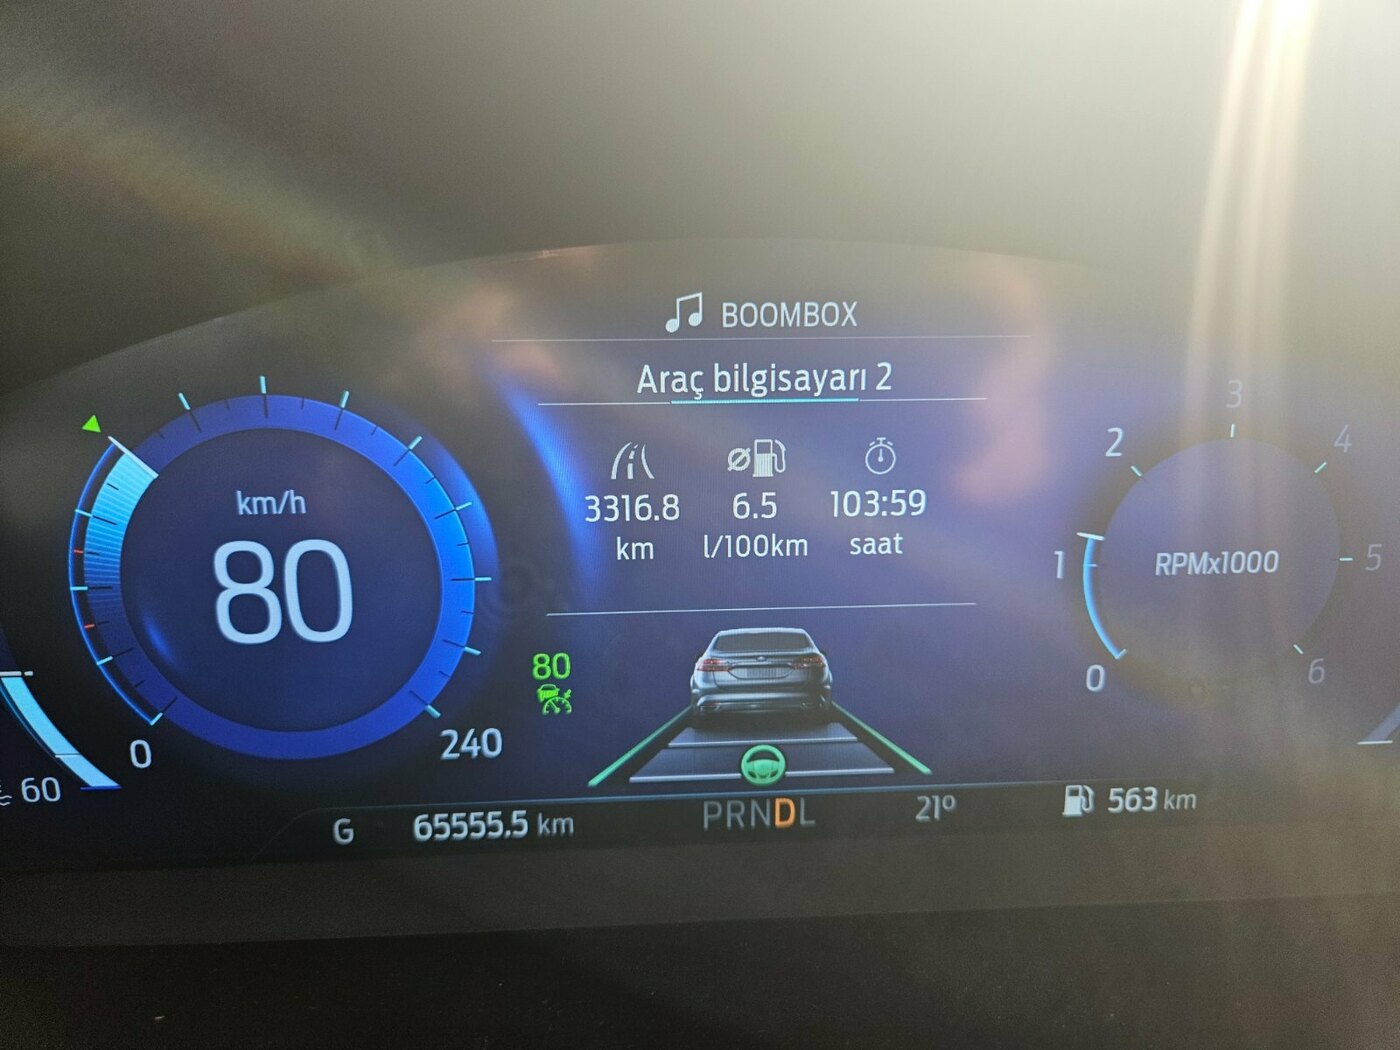 BOOMBOX
Araç bilgisayarı 2
3316.8 6.5 103:59
km l/100km saat
km/h
80
0
240
60
80
RPMx1000
0
1
2
3
4
5
6
G 65555.5 km PRNDL 21° 563 km